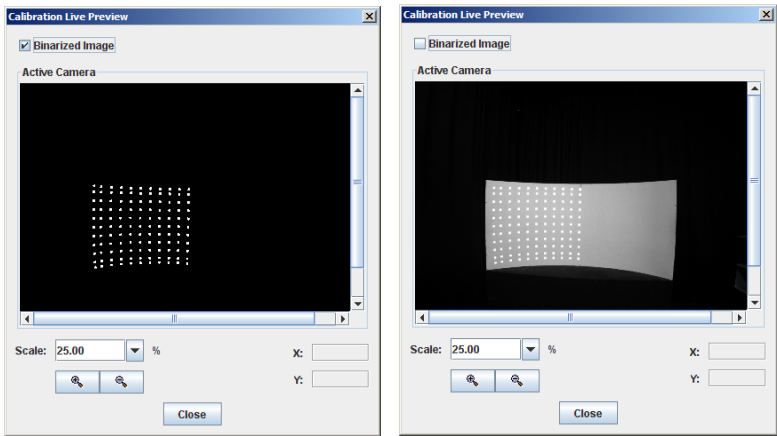 Calibration Live Preview
Binarized Image
Active Camera
Scale: 25.00 %
X:
Y:
Close
Calibration Live Preview
Binarized Image
Active Camera
Scale: 25.00 %
X:
Y:
Close